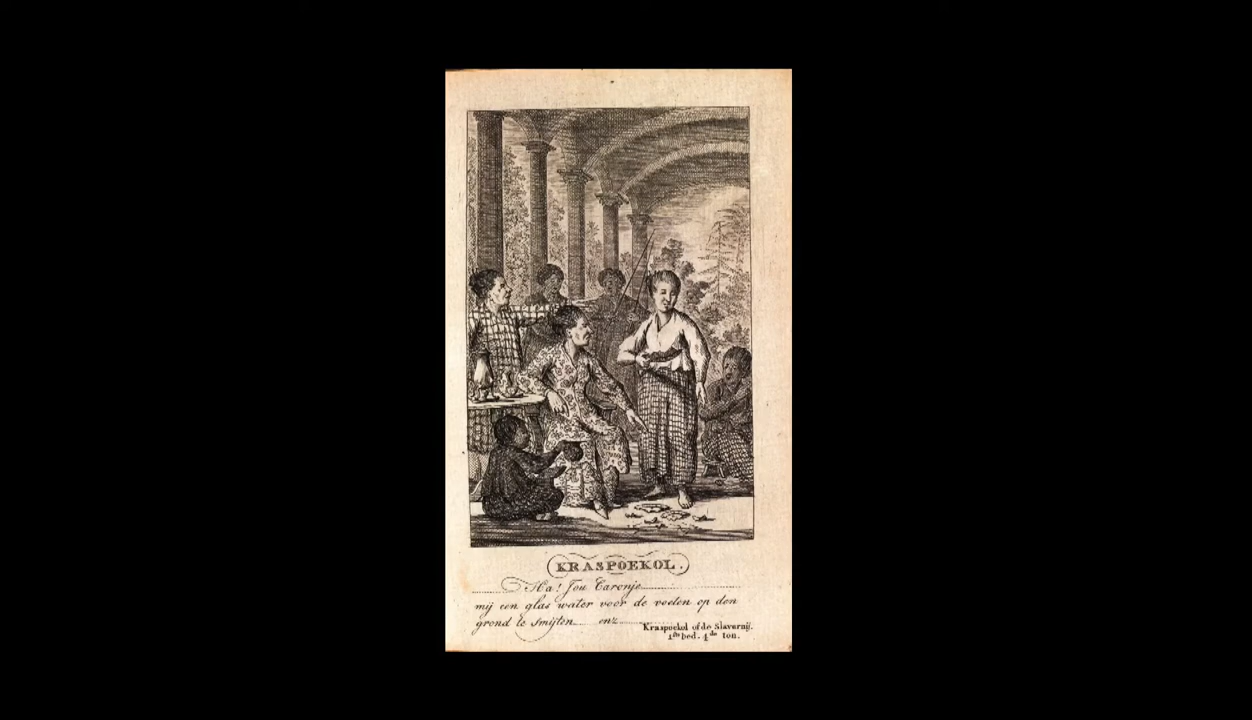 KRASPOEKOL.
Ha! Jou Caronje
mij een glas water voor de voeten op den
grond te smijten enz
Kraspoekol of de Slavernij.
1ste bed. 4de ton.